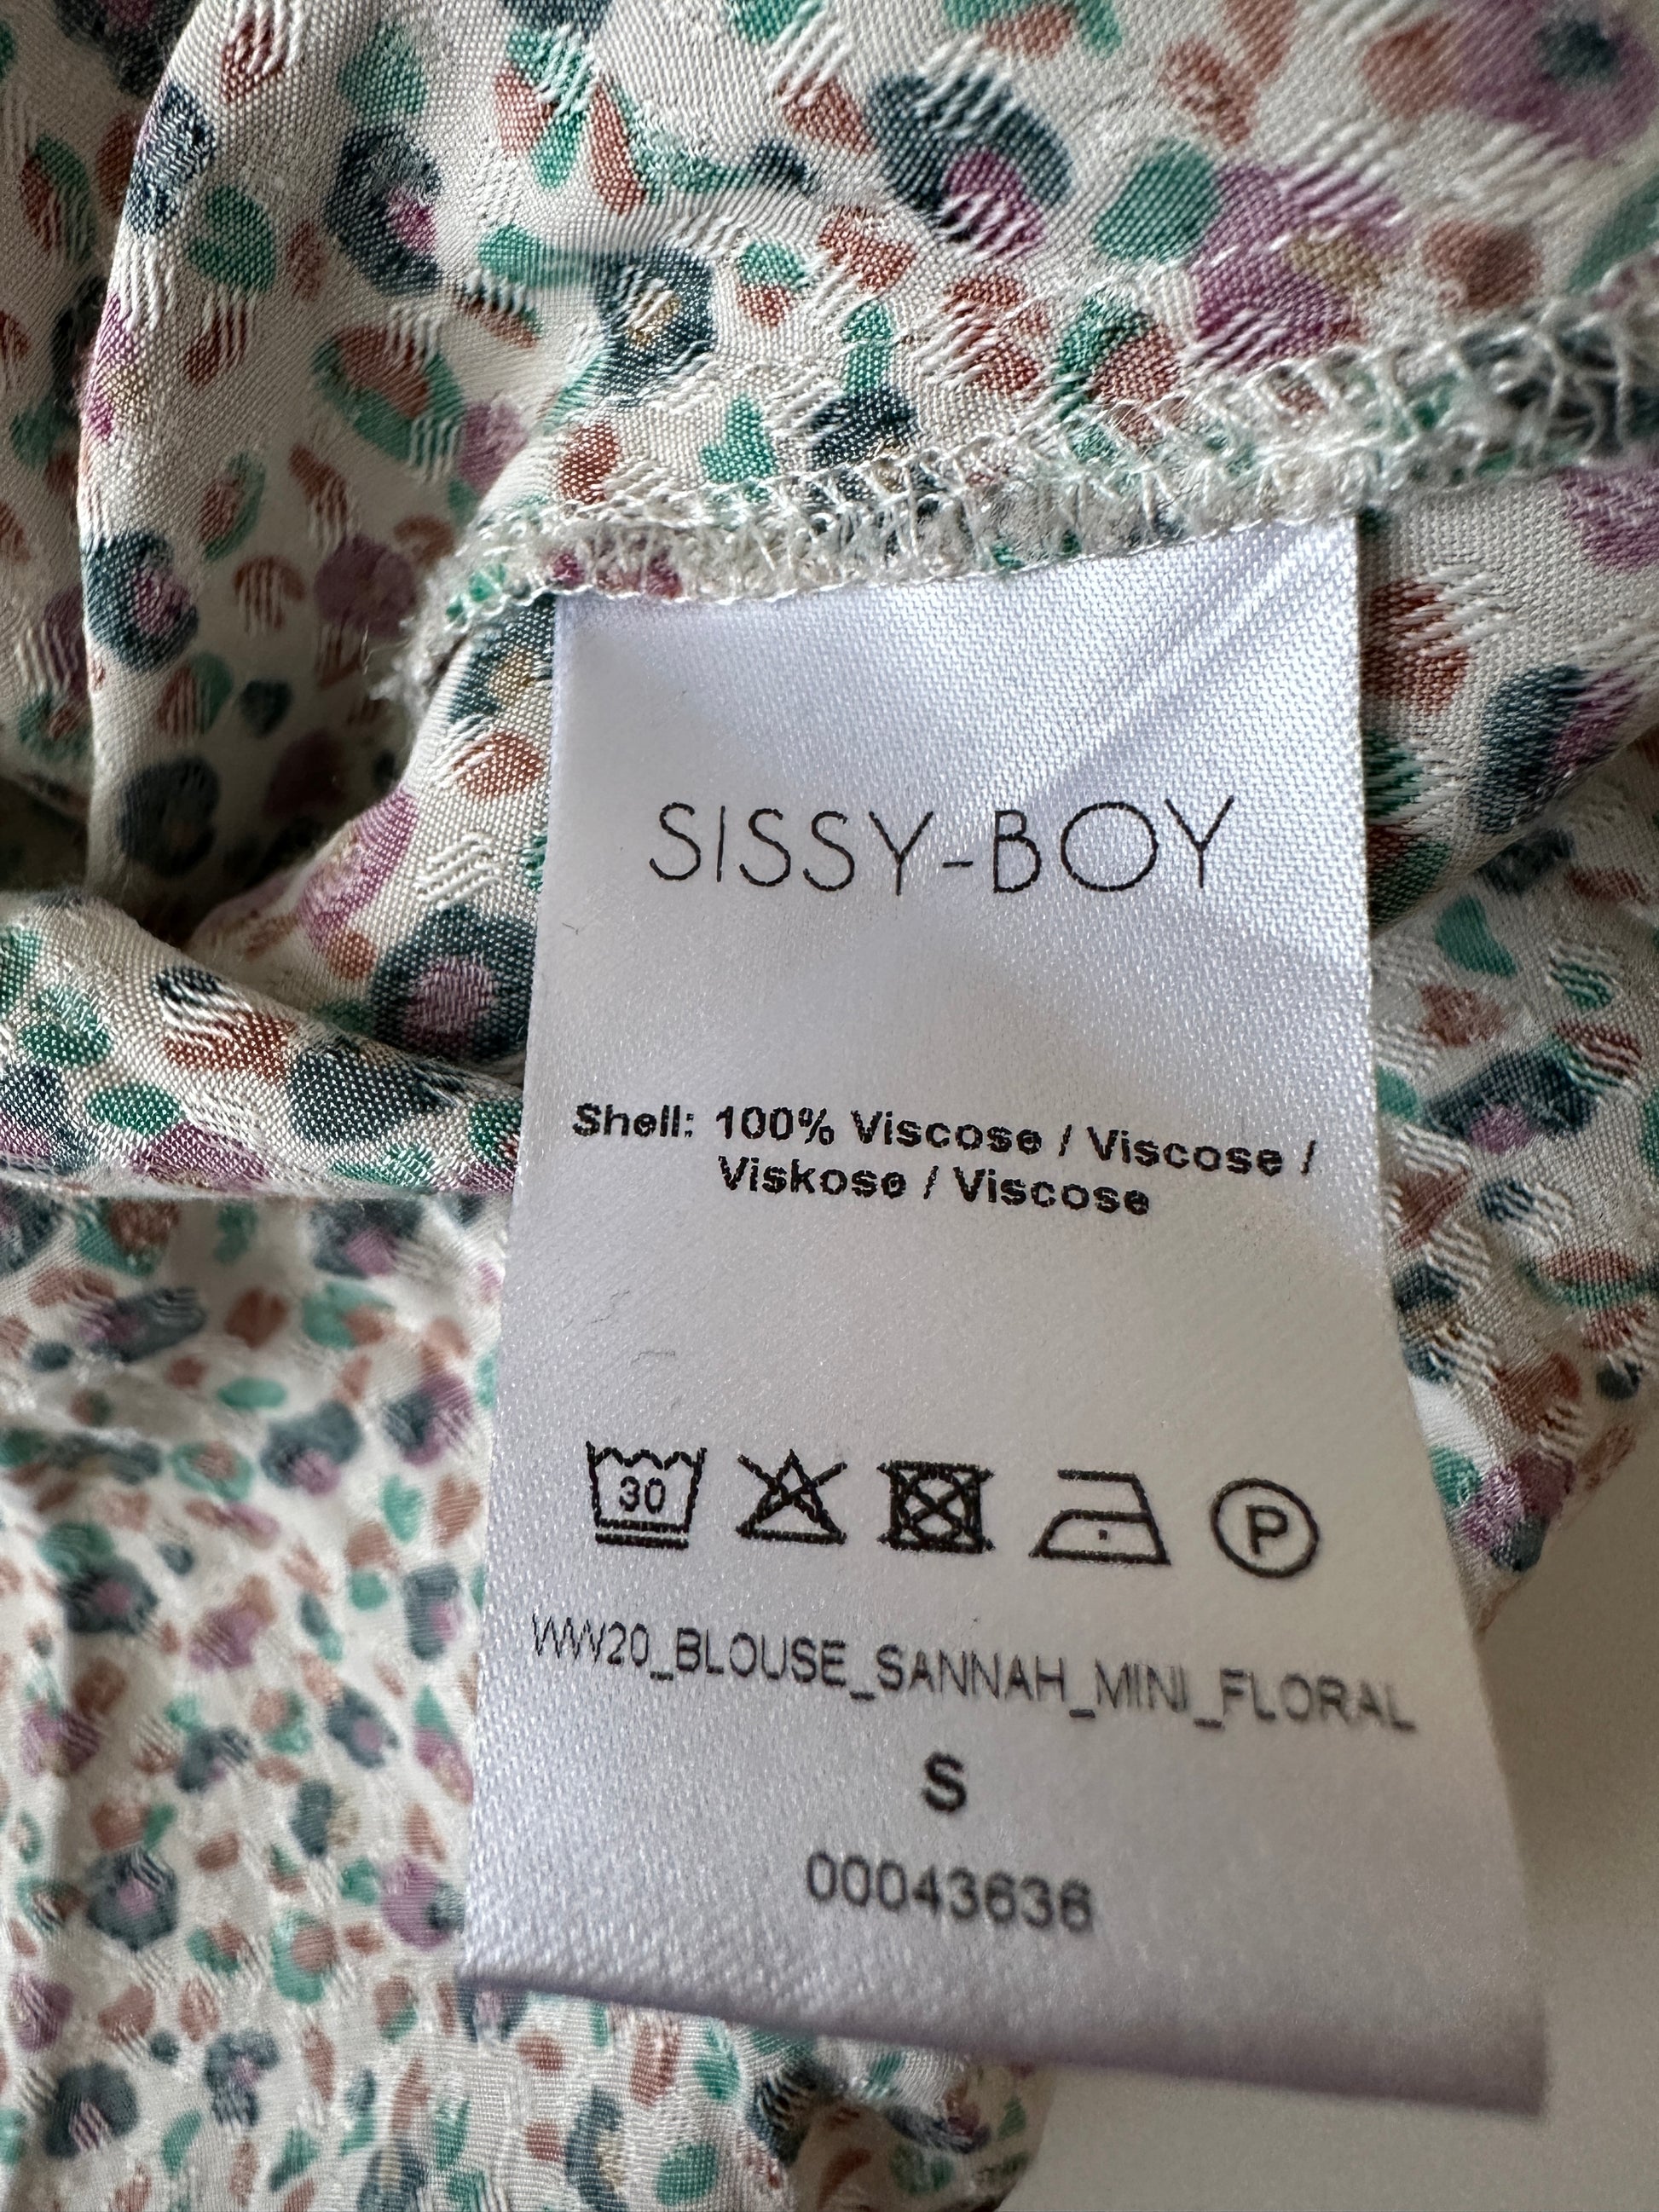 SISSY-BOY
Shell: 100% Viscose / Viscose /
Viskose / Viscose
30
P
WW20_BLOUSE_SANNAH_MINI_FLORAL
S
00043636